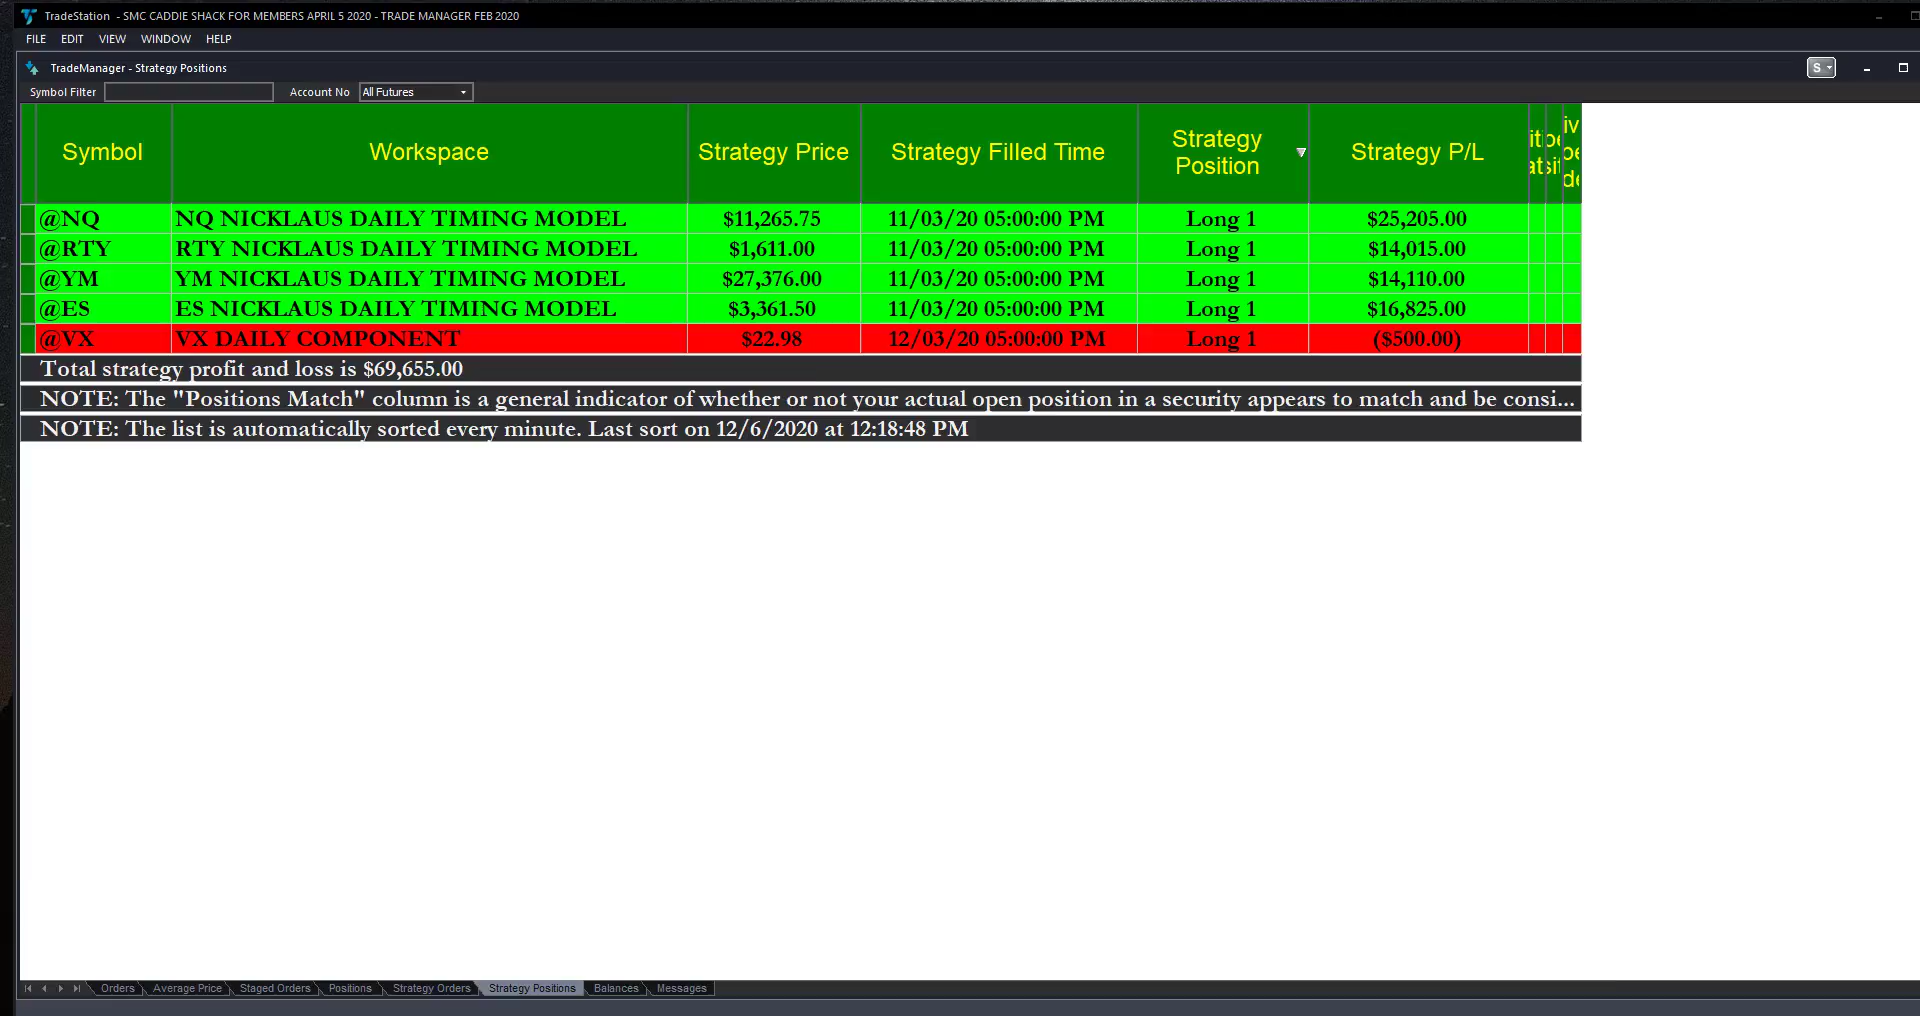 TradeStation - SMC CADDIE SHACK FOR MEMBERS APRIL 5 2020 - TRADE MANAGER FEB 2020
FILE EDIT VIEW WINDOW HELP
TradeManager - Strategy Positions
S
Symbol Filter Account No All Futures
Symbol Workspace Strategy Price Strategy Filled Time Strategy Position Strategy P/L
@NQ NQ NICKLAUS DAILY TIMING MODEL $11,265.75 11/03/20 05:00:00 PM Long 1 $25,205.00
@RTY RTY NICKLAUS DAILY TIMING MODEL $1,611.00 11/03/20 05:00:00 PM Long 1 $14,015.00
@YM YM NICKLAUS DAILY TIMING MODEL $27,376.00 11/03/20 05:00:00 PM Long 1 $14,110.00
@ES ES NICKLAUS DAILY TIMING MODEL $3,361.50 11/03/20 05:00:00 PM Long 1 $16,825.00
@VX VX DAILY COMPONENT $22.98 12/03/20 05:00:00 PM Long 1 ($500.00)
Total strategy profit and loss is $69,655.00
NOTE: The "Positions Match" column is a general indicator of whether or not your actual open position in a security appears to match and be consi...
NOTE: The list is automatically sorted every minute. Last sort on 12/6/2020 at 12:18:48 PM
Orders Average Price Staged Orders Positions Strategy Orders Strategy Positions Balances Messages